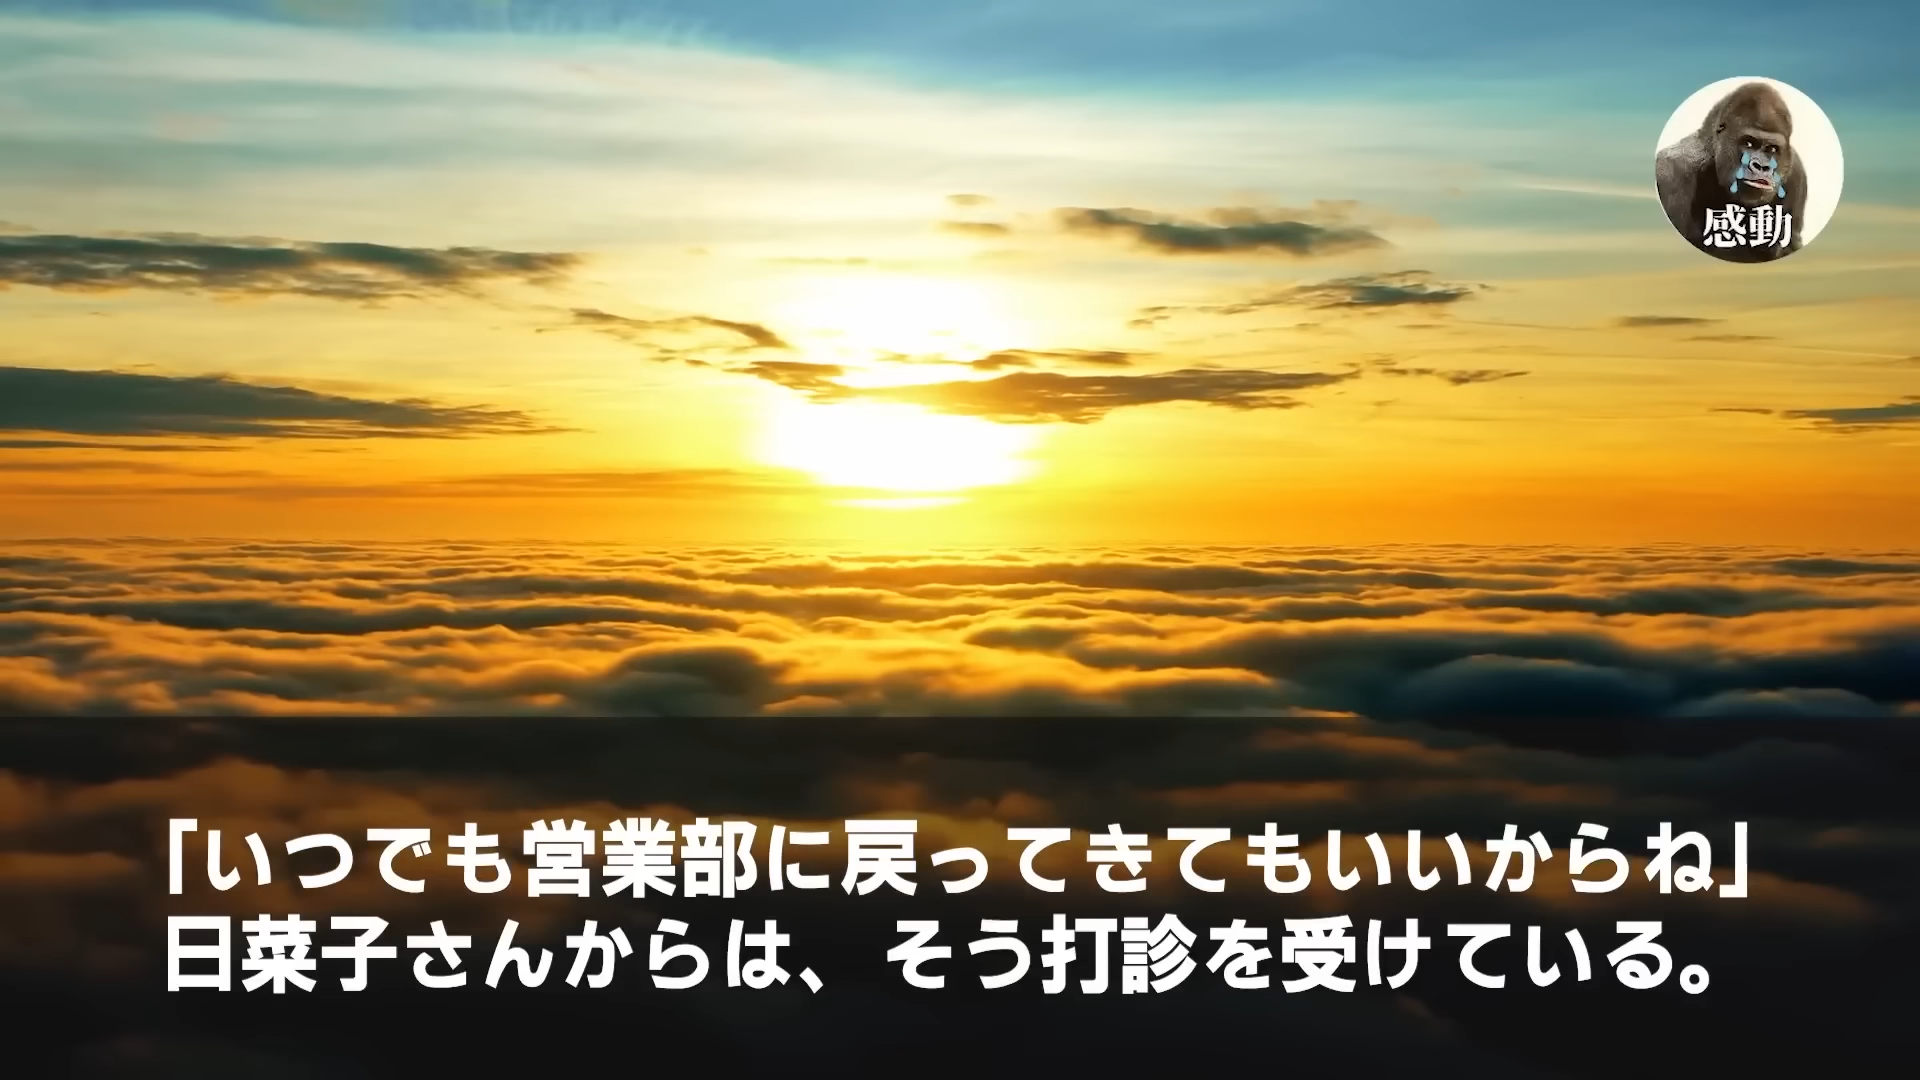 感動
「いつでも営業部に戻ってきてもいいからね」
日菜子さんからは、そう打診を受けている。